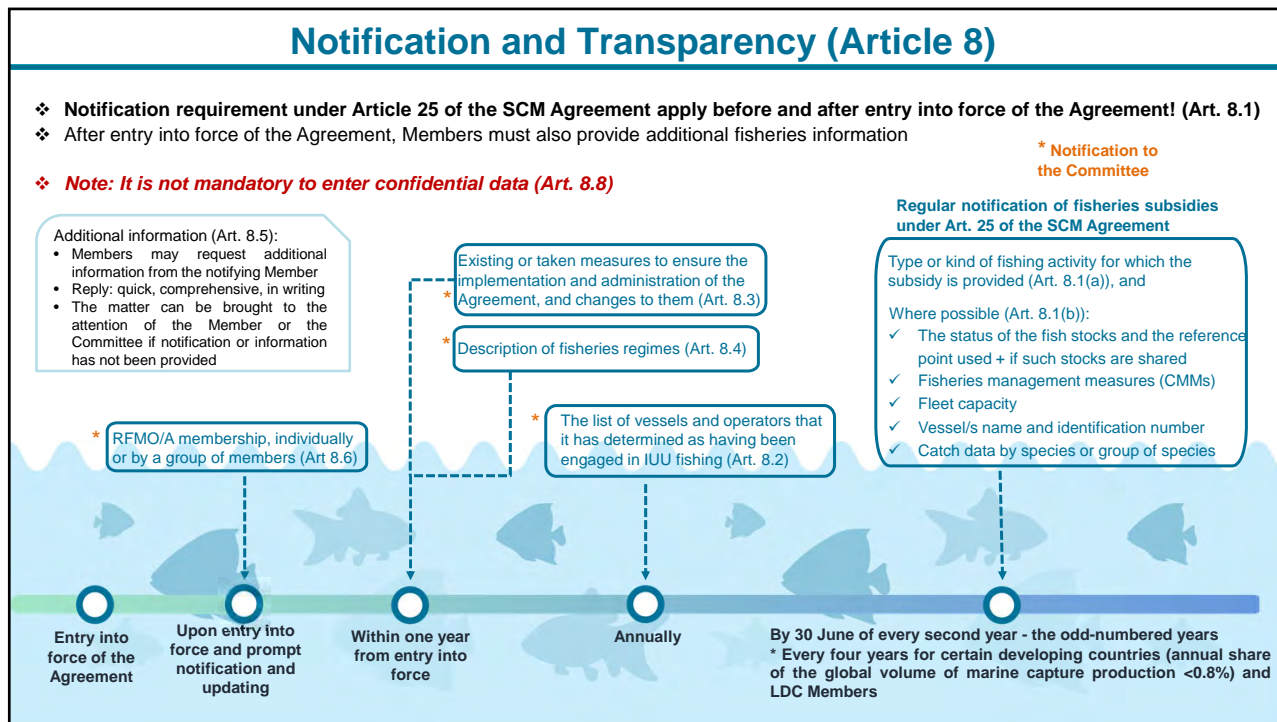 Notification and Transparency (Article 8)
❖ Notification requirement under Article 25 of the SCM Agreement apply before and after entry into force of the Agreement! (Art. 8.1)
❖ After entry into force of the Agreement, Members must also provide additional fisheries information
* Notification to
the Committee
❖ Note: It is not mandatory to enter confidential data (Art. 8.8)
Regular notification of fisheries subsidies
under Art. 25 of the SCM Agreement
Additional information (Art. 8.5):
• Members may request additional
information from the notifying Member
• Reply: quick, comprehensive, in writing
• The matter can be brought to the
attention of the Member or the
Committee if notification or information
has not been provided
* Existing or taken measures to ensure the
implementation and administration of the
Agreement, and changes to them (Art. 8.3)
* Description of fisheries regimes (Art. 8.4)
Type or kind of fishing activity for which the
subsidy is provided (Art. 8.1(a)), and
Where possible (Art. 8.1(b)):
✓ The status of the fish stocks and the reference
point used + if such stocks are shared
✓ Fisheries management measures (CMMs)
✓ Fleet capacity
✓ Vessel/s name and identification number
✓ Catch data by species or group of species
* RFMO/A membership, individually
or by a group of members (Art 8.6)
* The list of vessels and operators that
it has determined as having been
engaged in IUU fishing (Art. 8.2)
Entry into
force of the
Agreement
Upon entry into
force and prompt
notification and
updating
Within one year
from entry into
force
Annually
By 30 June of every second year - the odd-numbered years
* Every four years for certain developing countries (annual share
of the global volume of marine capture production <0.8%) and
LDC Members